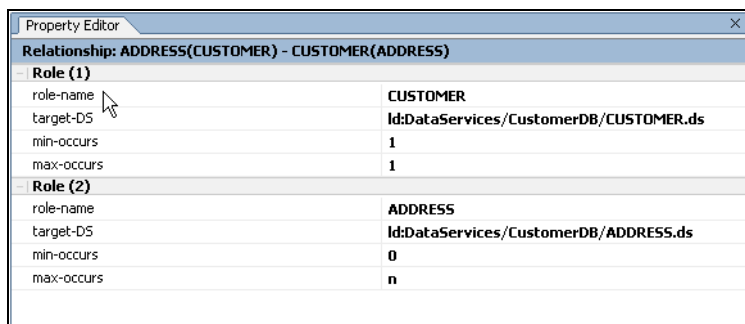 Property Editor
Relationship: ADDRESS(CUSTOMER) - CUSTOMER(ADDRESS)
Role (1)
role-name CUSTOMER
target-DS ld:DataServices/CustomerDB/CUSTOMER.ds
min-occurs 1
max-occurs 1
Role (2)
role-name ADDRESS
target-DS ld:DataServices/CustomerDB/ADDRESS.ds
min-occurs 0
max-occurs n